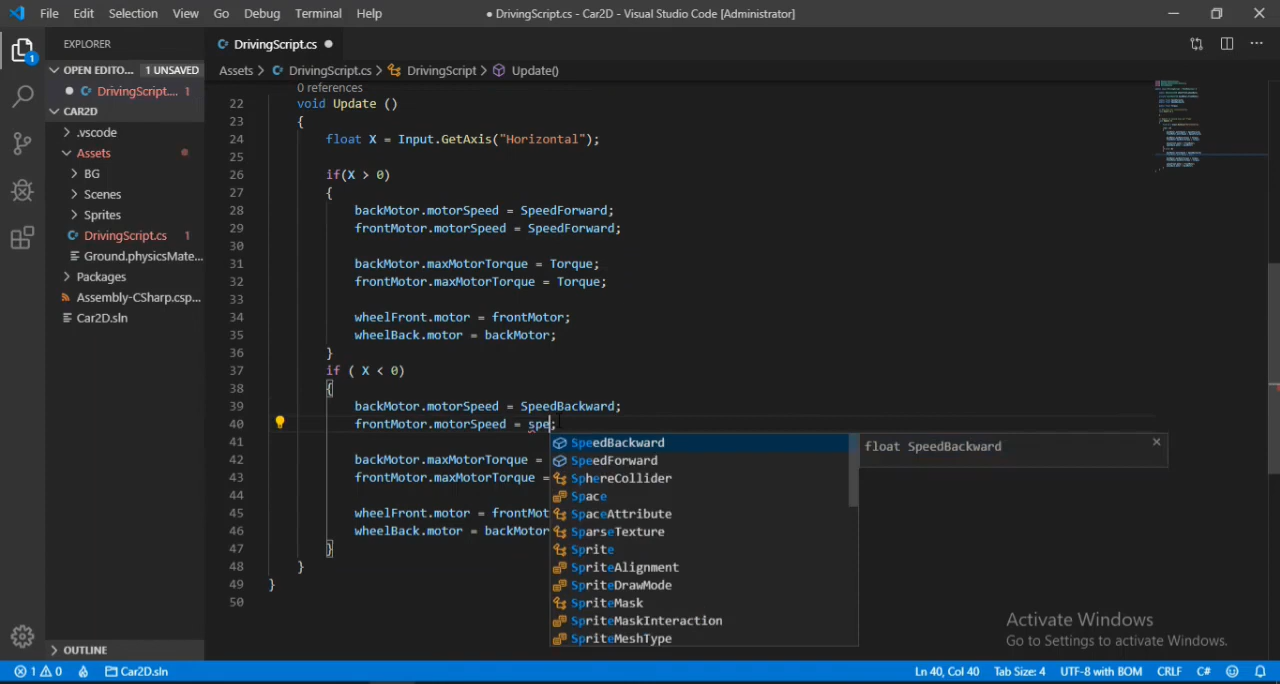 File Edit Selection View Go Debug Terminal Help
● DrivingScript.cs - Car2D - Visual Studio Code [Administrator]
EXPLORER
DrivingScript.cs ●
OPEN EDITO... 1 UNSAVED
Assets > DrivingScript.cs > DrivingScript > Update()
DrivingScript.... 1
CAR2D
.vscode
Assets
BG
Scenes
Sprites
DrivingScript.cs 1
Ground.physicsMate...
Packages
Assembly-CSharp.csp...
Car2D.sln
OUTLINE
0 references
22 void Update ()
23 {
24 float X = Input.GetAxis("Horizontal");
25
26 if(X > 0)
27 {
28 backMotor.motorSpeed = SpeedForward;
29 frontMotor.motorSpeed = SpeedForward;
30
31 backMotor.maxMotorTorque = Torque;
32 frontMotor.maxMotorTorque = Torque;
33
34 wheelFront.motor = frontMotor;
35 wheelBack.motor = backMotor;
36 }
37 if ( X < 0)
38 {
39 backMotor.motorSpeed = SpeedBackward;
40 frontMotor.motorSpeed = spe;
41
42 backMotor.maxMotorTorque =
43 frontMotor.maxMotorTorque =
44
45 wheelFront.motor = frontMot
46 wheelBack.motor = backMotor
47 }
48 }
49 }
50
SpeedBackward
SpeedForward
SphereCollider
Space
SpaceAttribute
SparseTexture
Sprite
SpriteAlignment
SpriteDrawMode
SpriteMask
SpriteMaskInteraction
SpriteMeshType
float SpeedBackward
Activate Windows
Go to Settings to activate Windows.
1 0 Car2D.sln
Ln 40, Col 40 Tab Size: 4 UTF-8 with BOM CRLF C#